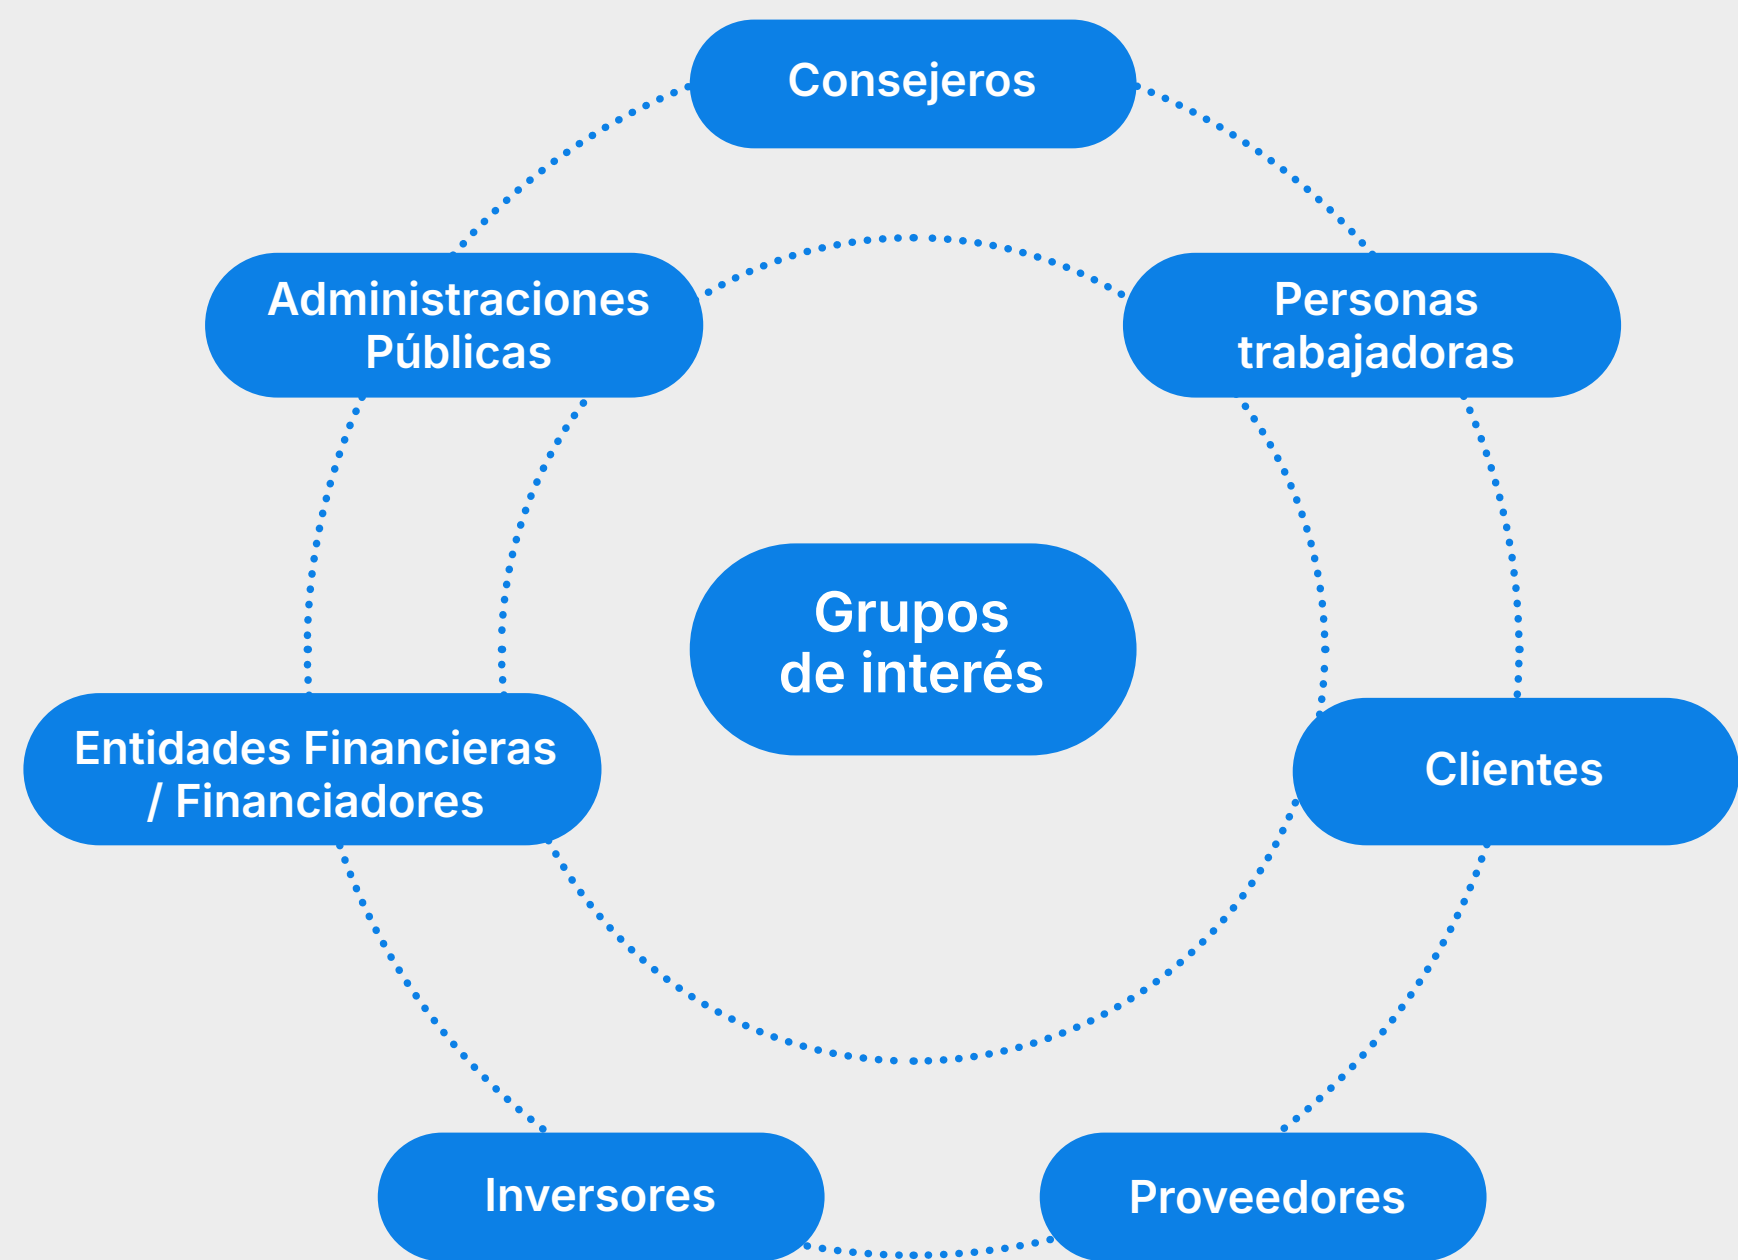 Consejeros
Administraciones
Públicas
Personas
trabajadoras
Grupos
de interés
Entidades Financieras
/ Financiadores
Clientes
Inversores
Proveedores